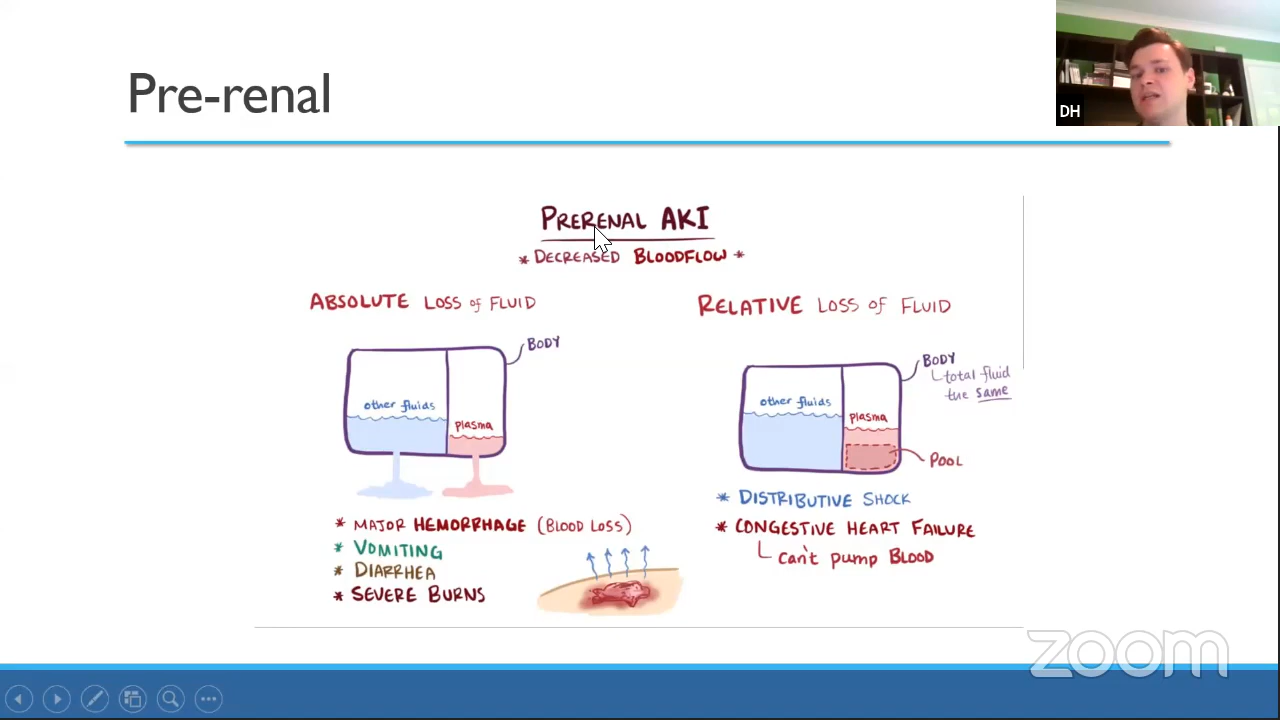 Pre-renal
DH
PRERENAL AKI
* DECREASED BLOODFLOW *
ABSOLUTE LOSS of FLUID
BODY
other fluids
plasma
* MAJOR HEMORRHAGE (BLOOD LOSS)
* VOMITING
* DIARRHEA
* SEVERE BURNS
RELATIVE LOSS of FLUID
BODY
total fluid
the same
other fluids
plasma
POOL
* DISTRIBUTIVE SHOCK
* CONGESTIVE HEART FAILURE
can't pump BLOOD
zoom